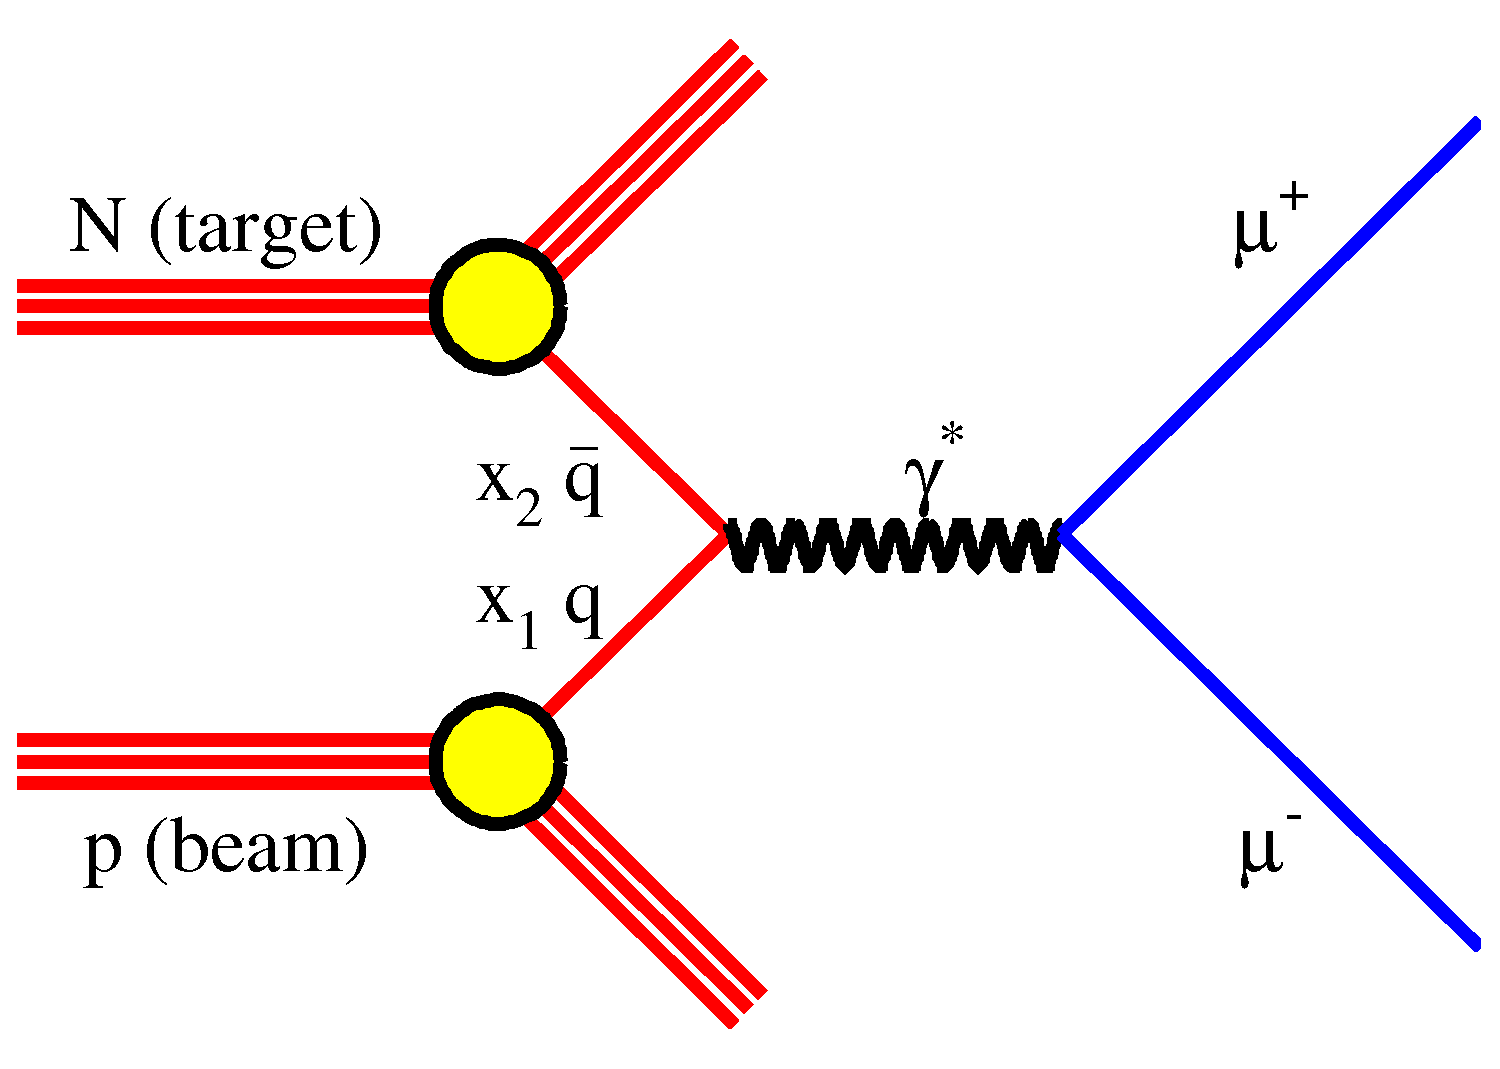 N (target)
μ⁺
γ*
x₂ q̄
x₁ q
p (beam)
μ⁻